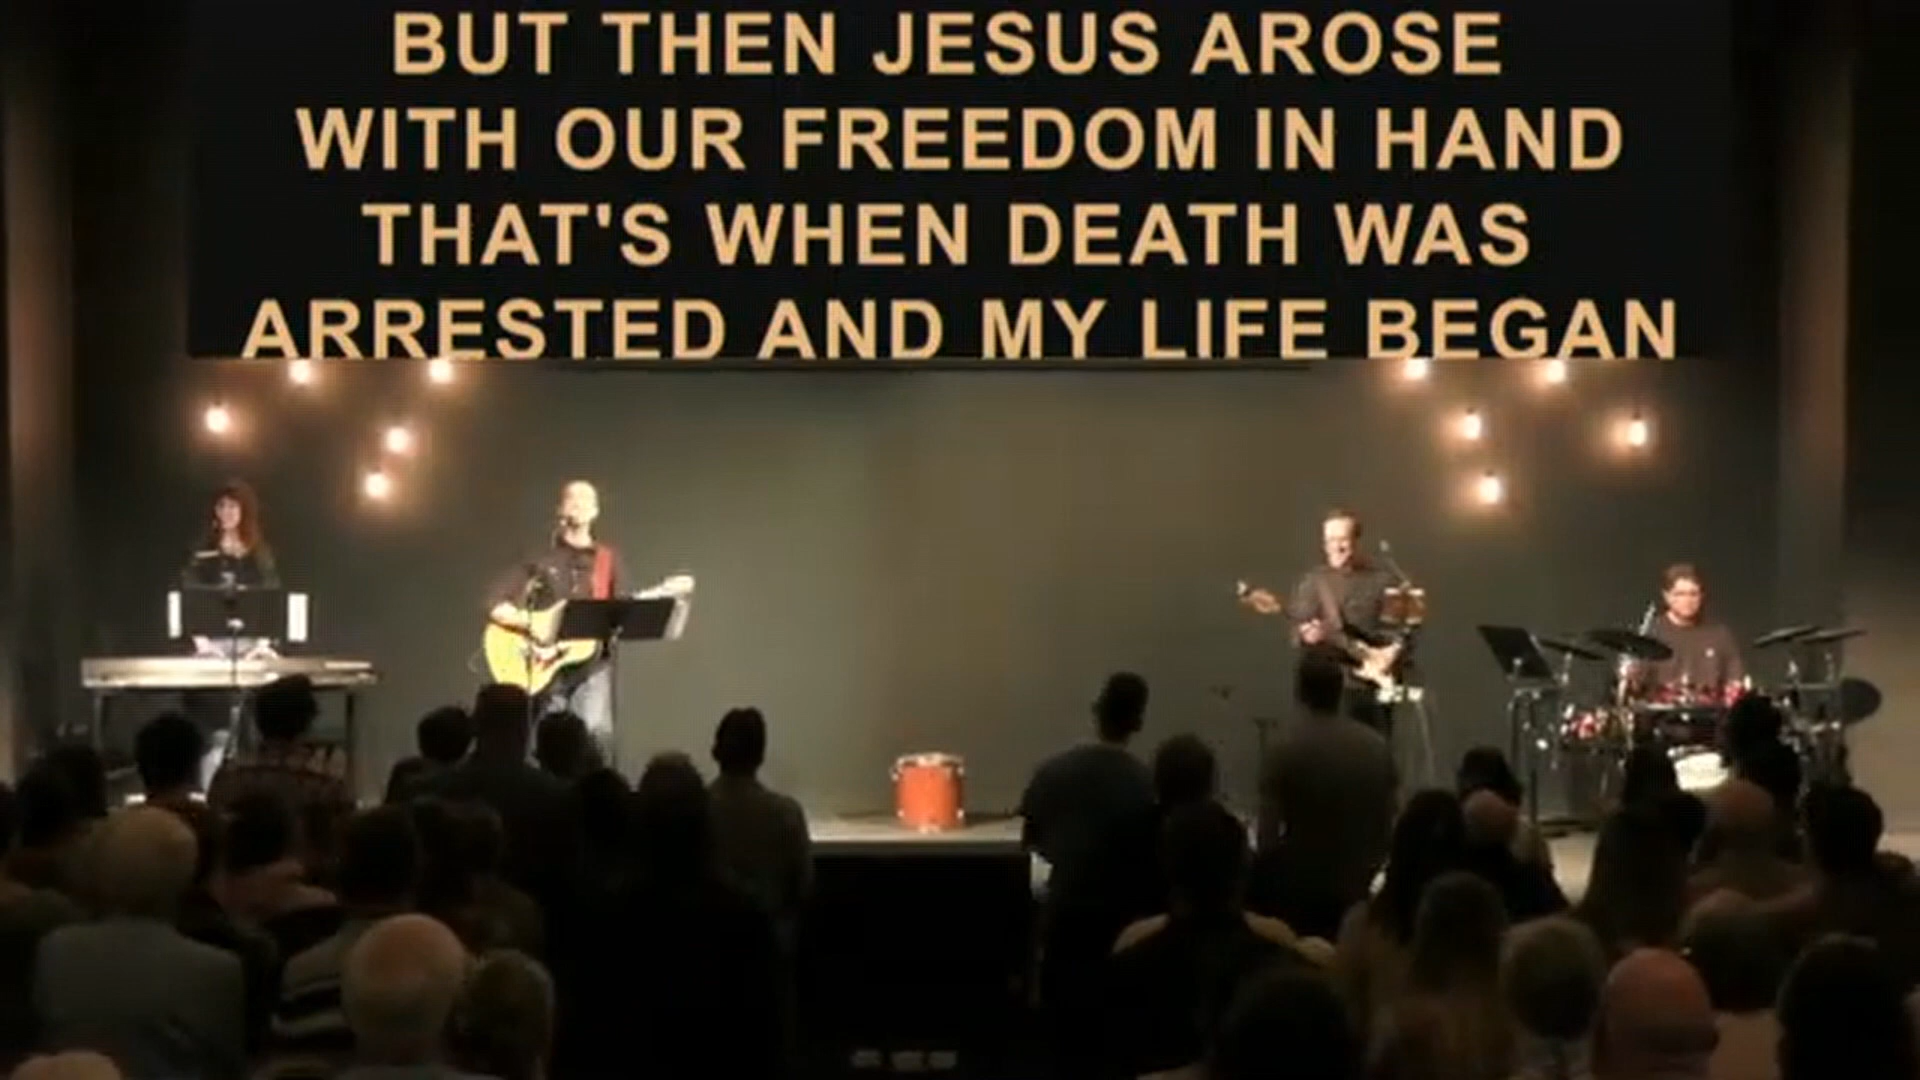 BUT THEN JESUS AROSE
WITH OUR FREEDOM IN HAND
THAT'S WHEN DEATH WAS
ARRESTED AND MY LIFE BEGAN